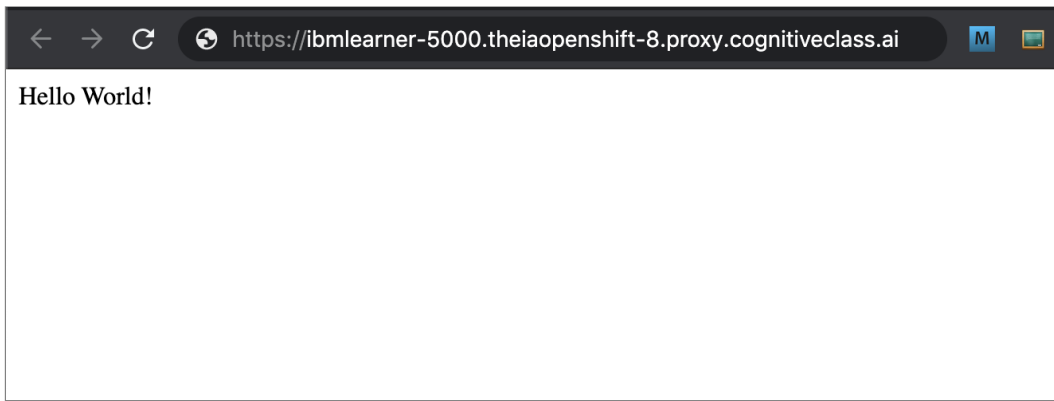 https://ibmlearner-5000.theiaopenshift-8.proxy.cognitiveclass.ai M
Hello World!